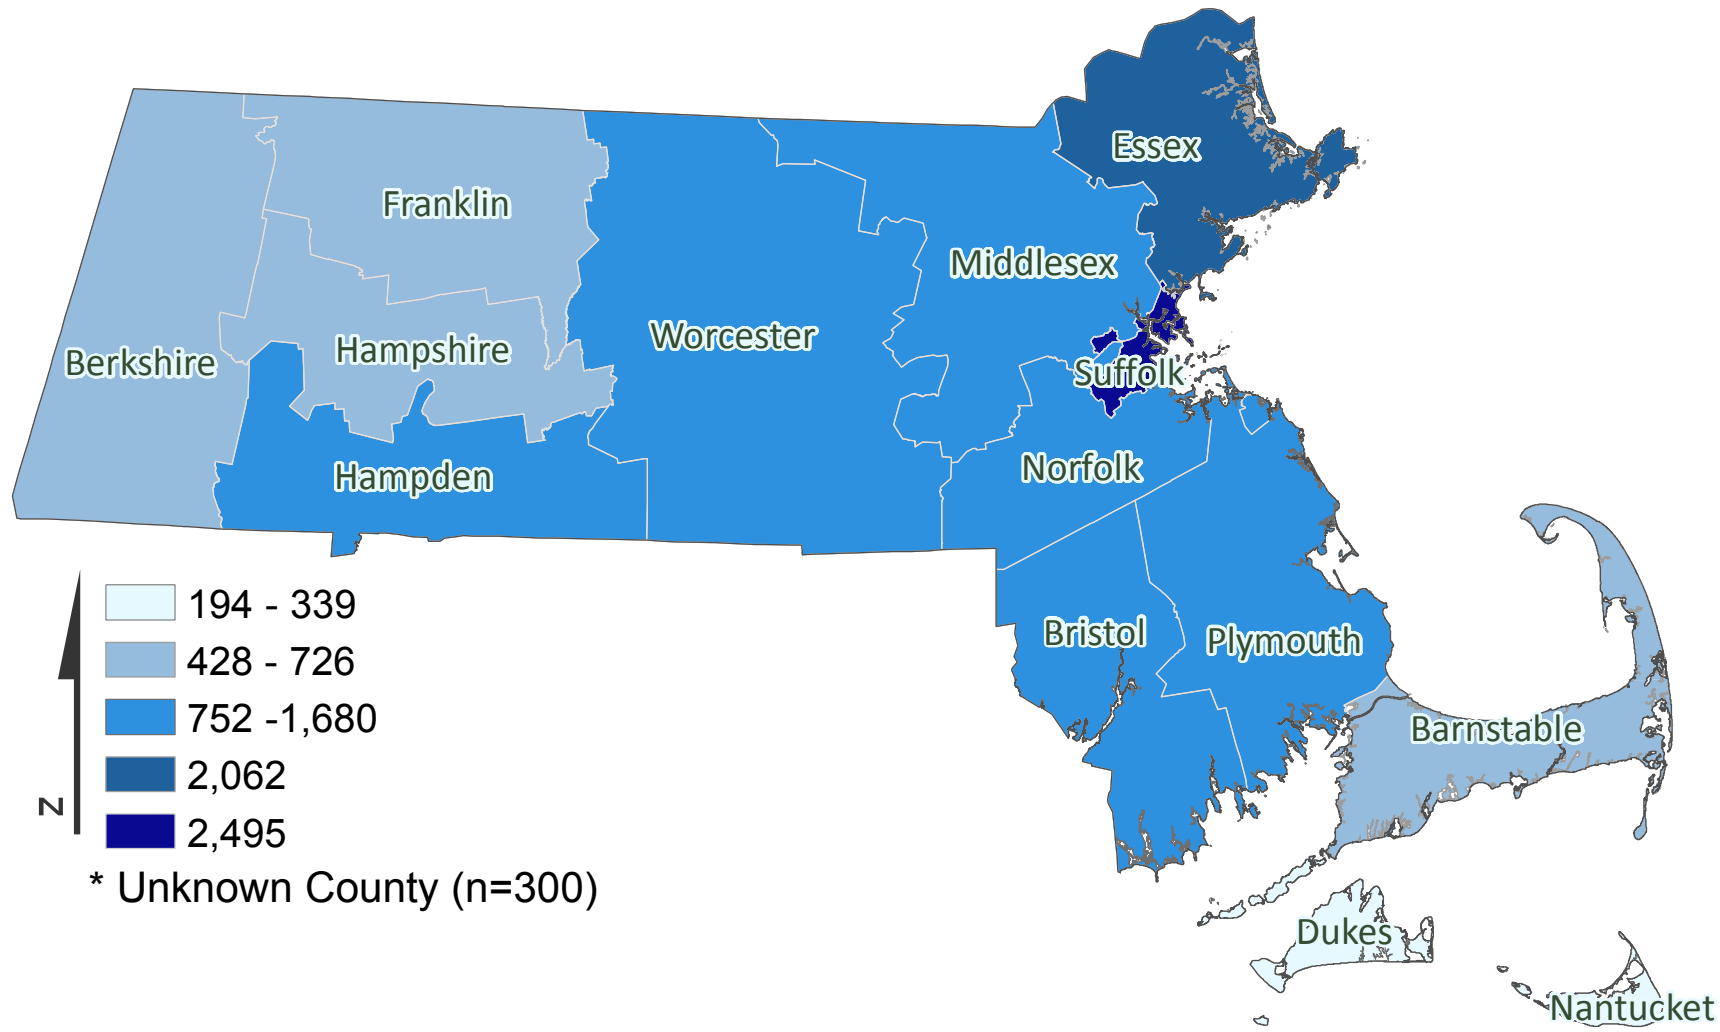 Essex
Franklin
Middlesex
Worcester
Hampshire
Berkshire
Suffolk
Norfolk
Hampden
194 - 339
428 - 726
752 -1,680
2,062
2,495
* Unknown County (n=300)
N
Bristol
Plymouth
Barnstable
Dukes
Nantucket